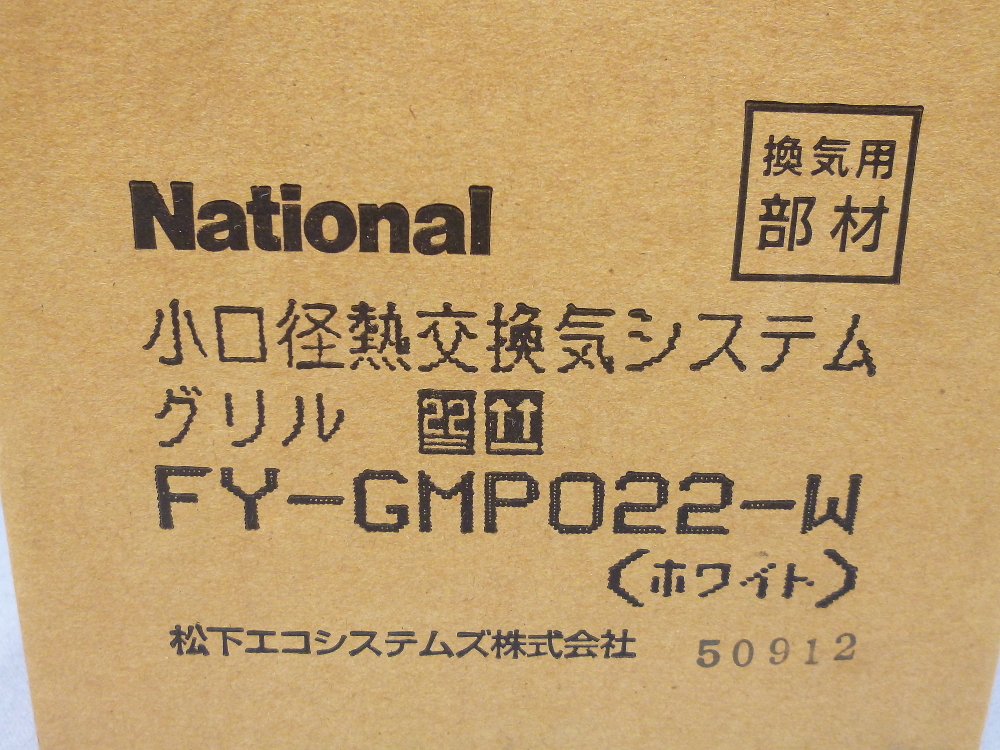 換気用
部材
National
小口径熱交換気システム
グリル 22
FY-GMP022-W
(ホワイト)
松下エコシステムズ株式会社 50912